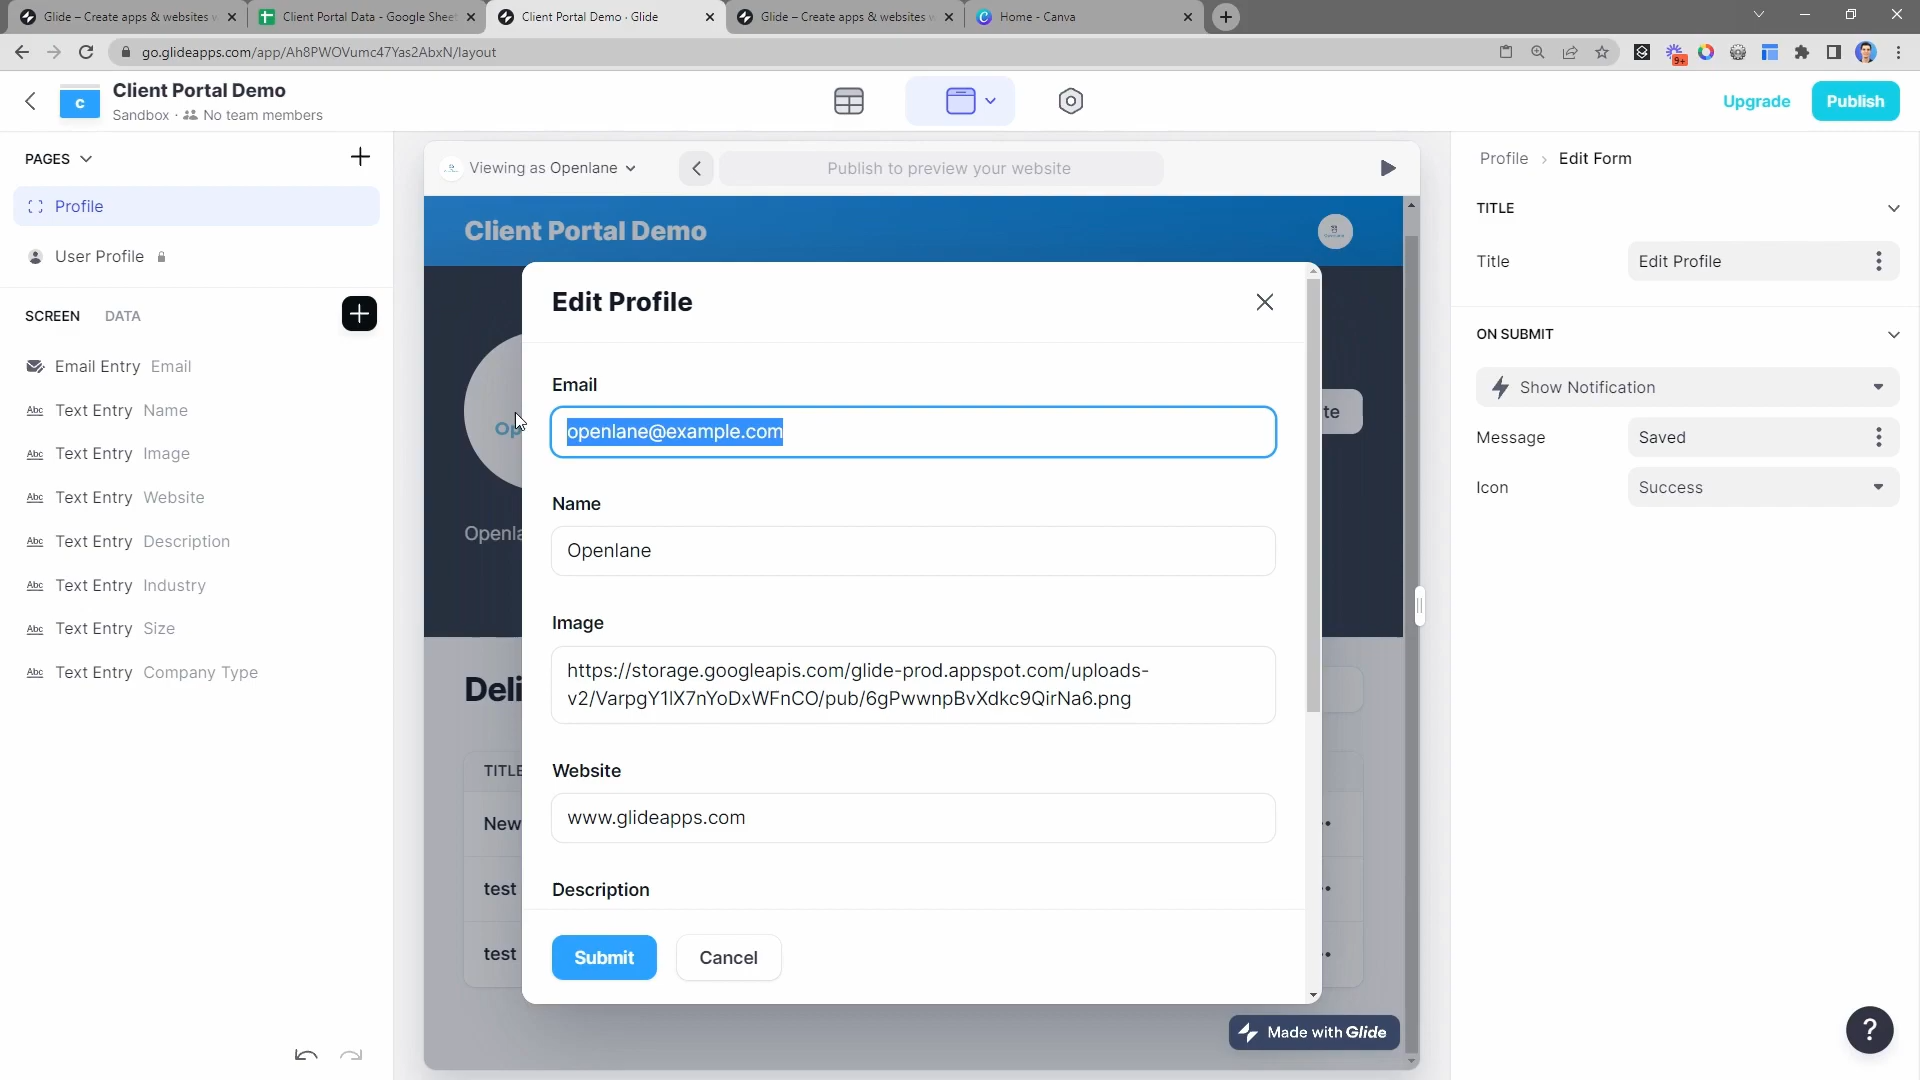 Glide – Create apps & websites w
Client Portal Data - Google Sheet
Client Portal Demo · Glide
Glide – Create apps & websites w
Home - Canva
go.glideapps.com/app/Ah8PWOVumc47Yas2AbxN/layout
9+
c
Client Portal Demo
Sandbox · No team members
Upgrade
Publish
PAGES
Profile
User Profile
SCREEN
DATA
Email Entry Email
Text Entry Name
Text Entry Image
Text Entry Website
Text Entry Description
Text Entry Industry
Text Entry Size
Text Entry Company Type
Viewing as Openlane
Publish to preview your website
Client Portal Demo
Edit Profile
Email
openlane@example.com
Name
Openlane
Image
https://storage.googleapis.com/glide-prod.appspot.com/uploads-
v2/VarpgY1lX7nYoDxWFnCO/pub/6gPwwnpBvXdkc9QirNa6.png
Website
www.glideapps.com
Description
Submit
Cancel
Op
te
Openla
Deli
TITLE
New
test
test
Made with Glide
Profile › Edit Form
TITLE
Title
Edit Profile
ON SUBMIT
Show Notification
Message
Saved
Icon
Success
?